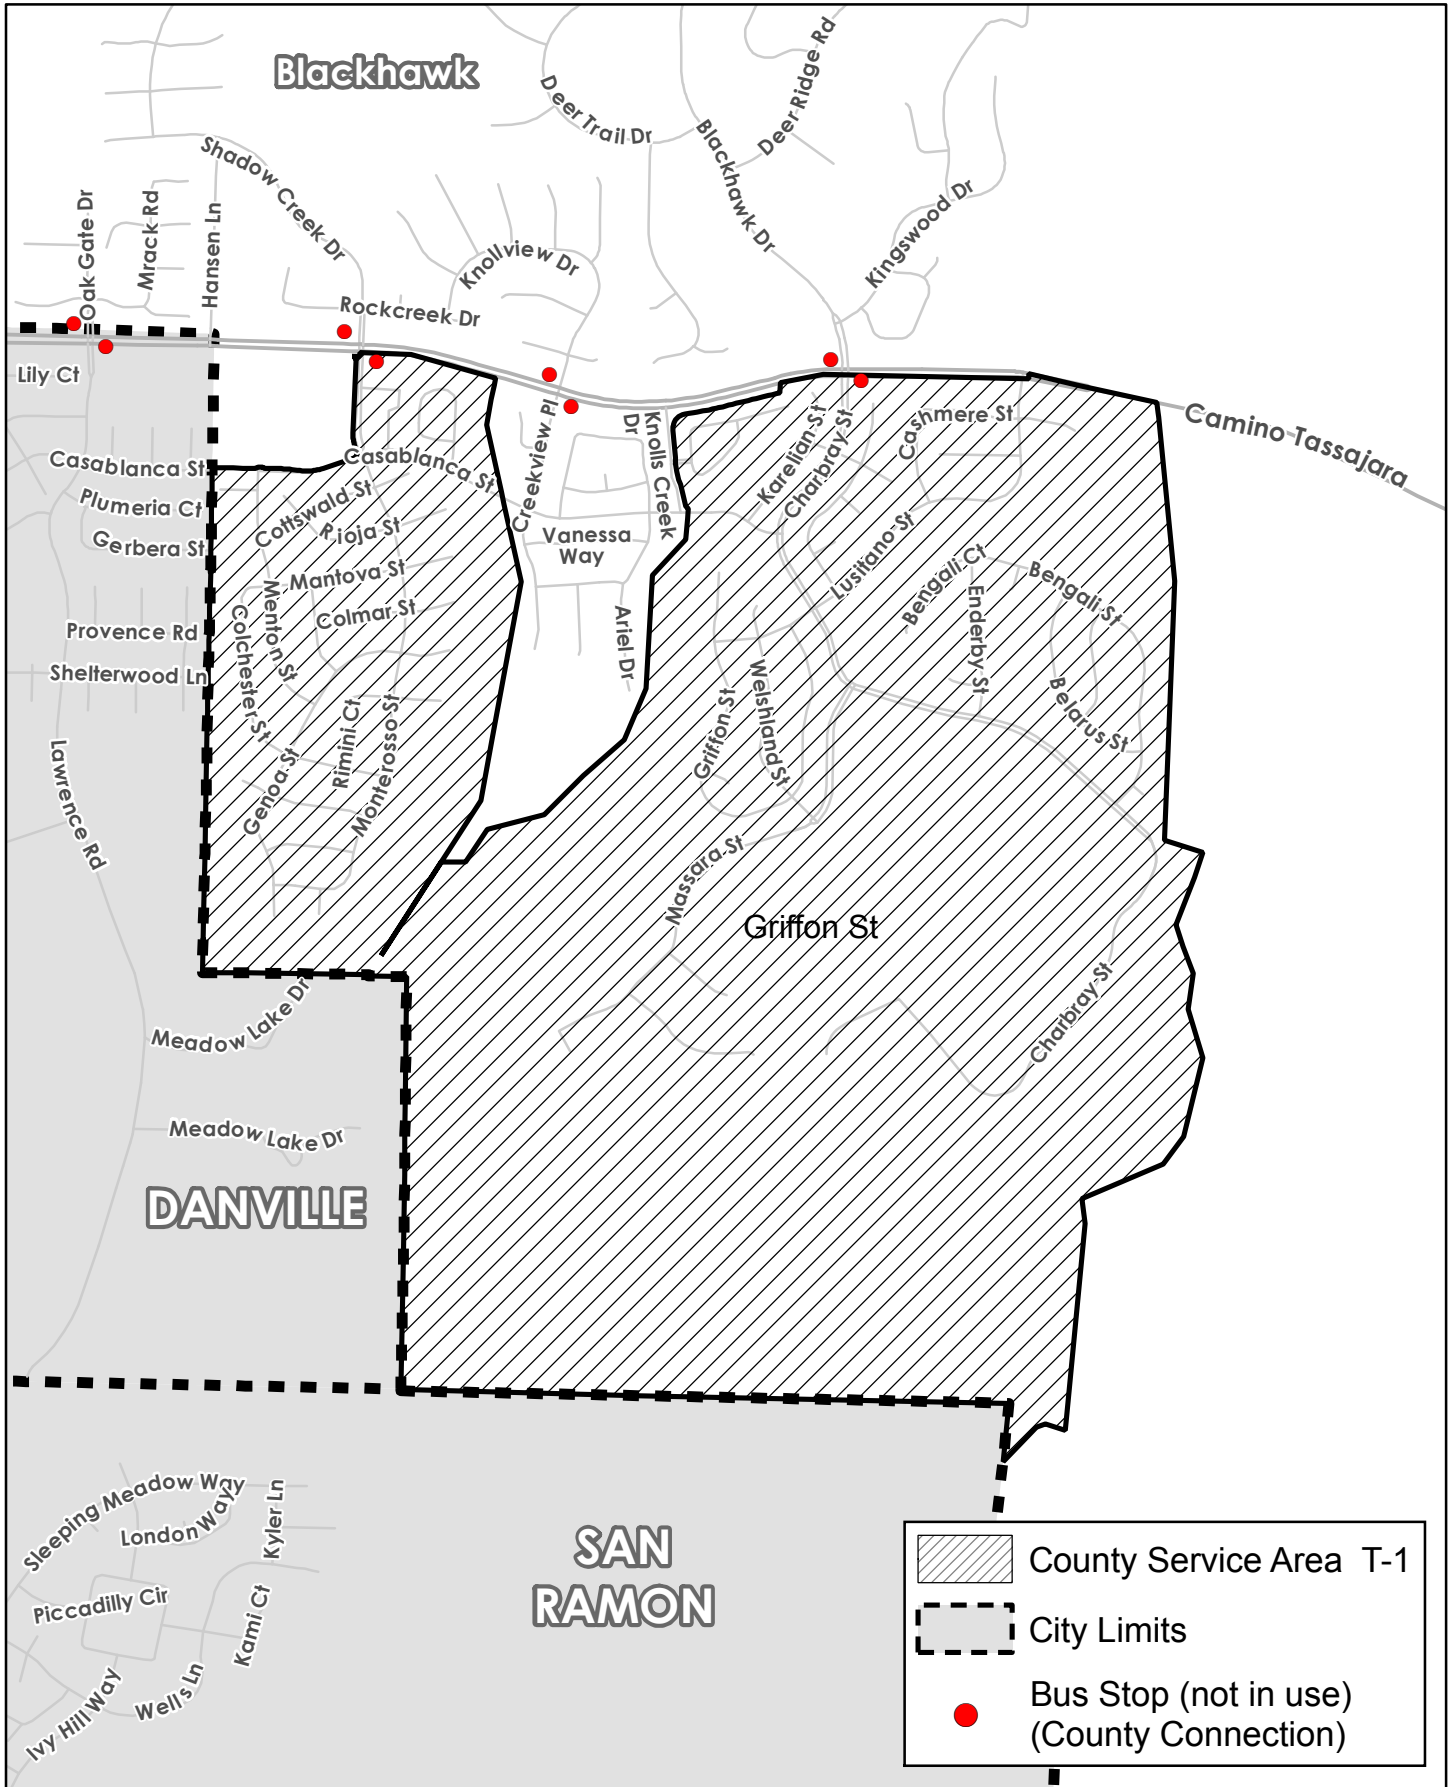 Blackhawk
Deer Trail Dr
Deer Ridge Rd
Blackhawk Dr
Shadow Creek Dr
Kingswood Dr
Oak Gate Dr
Mrack Rd
Hansen Ln
Knollview Dr
Rockcreek Dr
Lily Ct
Camino Tassajara
Casablanca St
Casablanca St
Plumeria Ct
Gerbera St
Cottswald St
Rioja St
Creekview Pl
Knolls Creek
Dr
Karelian St
Charbray St
Cashmere St
Vanessa
Way
Lusitano St
Bengali Ct
Bengali St
Enderby St
Mantova St
Menton St
Colmar St
Colchester St
Provence Rd
Shelterwood Ln
Ariel Dr
Belarus St
Griffon St
Welshland St
Rimini Ct
Monterosso St
Genoa St
Lawrence Rd
Massara St
Griffon St
Charbray St
Meadow Lake Dr
Meadow Lake Dr
DANVILLE
Sleeping Meadow Way
London Way
Kyler Ln
Piccadilly Cir
Kami Ct
Wells Ln
Ivy Hill Way
SAN
RAMON
County Service Area T-1
City Limits
Bus Stop (not in use)
(County Connection)